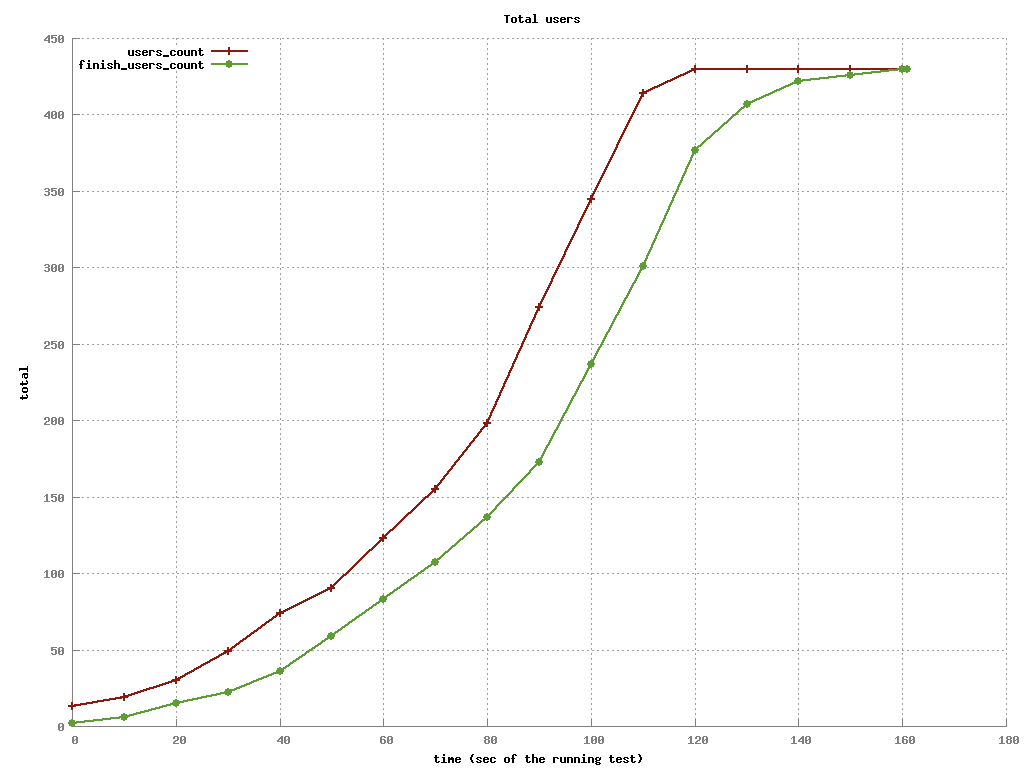 Total users
users_count
finish_users_count
450
400
350
300
250
200
150
100
50
0
total
0 20 40 60 80 100 120 140 160 180
time (sec of the running test)